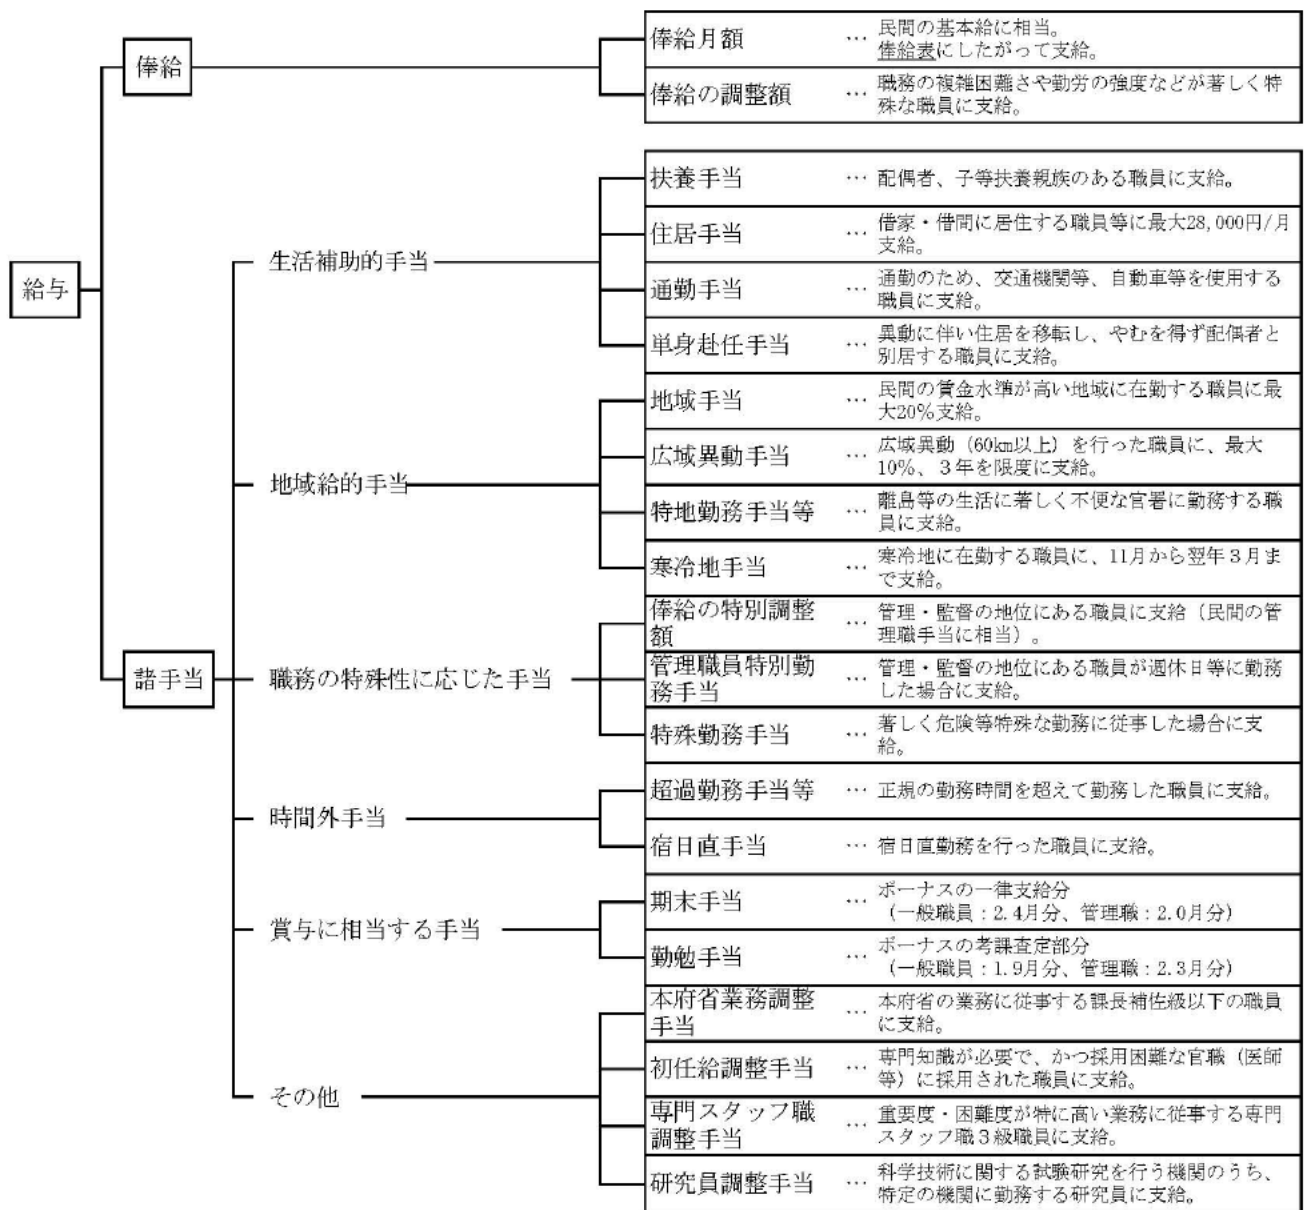 給与
俸給
俸給月額 … 民間の基本給に相当。
俸給表にしたがって支給。
俸給の調整額 … 職務の複雑困難さや勤労の強度などが著しく特
殊な職員に支給。
諸手当
生活補助的手当
扶養手当 … 配偶者、子等扶養親族のある職員に支給。
住居手当 … 借家・借間に居住する職員等に最大28,000円/月
支給。
通勤手当 … 通勤のため、交通機関等、自動車等を使用する
職員に支給。
単身赴任手当 … 異動に伴い住居を移転し、やむを得ず配偶者と
別居する職員に支給。
地域給的手当
地域手当 … 民間の賃金水準が高い地域に在勤する職員に最
大20％支給。
広域異動手当 … 広域異動（60㎞以上）を行った職員に、最大
10％、３年を限度に支給。
特地勤務手当等 … 離島等の生活に著しく不便な官署に勤務する職
員に支給。
寒冷地手当 … 寒冷地に在勤する職員に、11月から翌年３月ま
で支給。
職務の特殊性に応じた手当
俸給の特別調整
額
… 管理・監督の地位にある職員に支給（民間の管
理職手当に相当）。
管理職員特別勤
務手当
… 管理・監督の地位にある職員が週休日等に勤務
した場合に支給。
特殊勤務手当 … 著しく危険等特殊な勤務に従事した場合に支
給。
時間外手当
超過勤務手当等 … 正規の勤務時間を超えて勤務した職員に支給。
宿日直手当 … 宿日直勤務を行った職員に支給。
賞与に相当する手当
期末手当 … ボーナスの一律支給分
（一般職員：2.4月分、管理職：2.0月分）
勤勉手当 … ボーナスの考課査定部分
（一般職員：1.9月分、管理職：2.3月分）
その他
本府省業務調整
手当
… 本府省の業務に従事する課長補佐級以下の職員
に支給。
初任給調整手当 … 専門知識が必要で、かつ採用困難な官職（医師
等）に採用された職員に支給。
専門スタッフ職
調整手当
… 重要度・困難度が特に高い業務に従事する専門
スタッフ職３級職員に支給。
研究員調整手当 … 科学技術に関する試験研究を行う機関のうち、
特定の機関に勤務する研究員に支給。